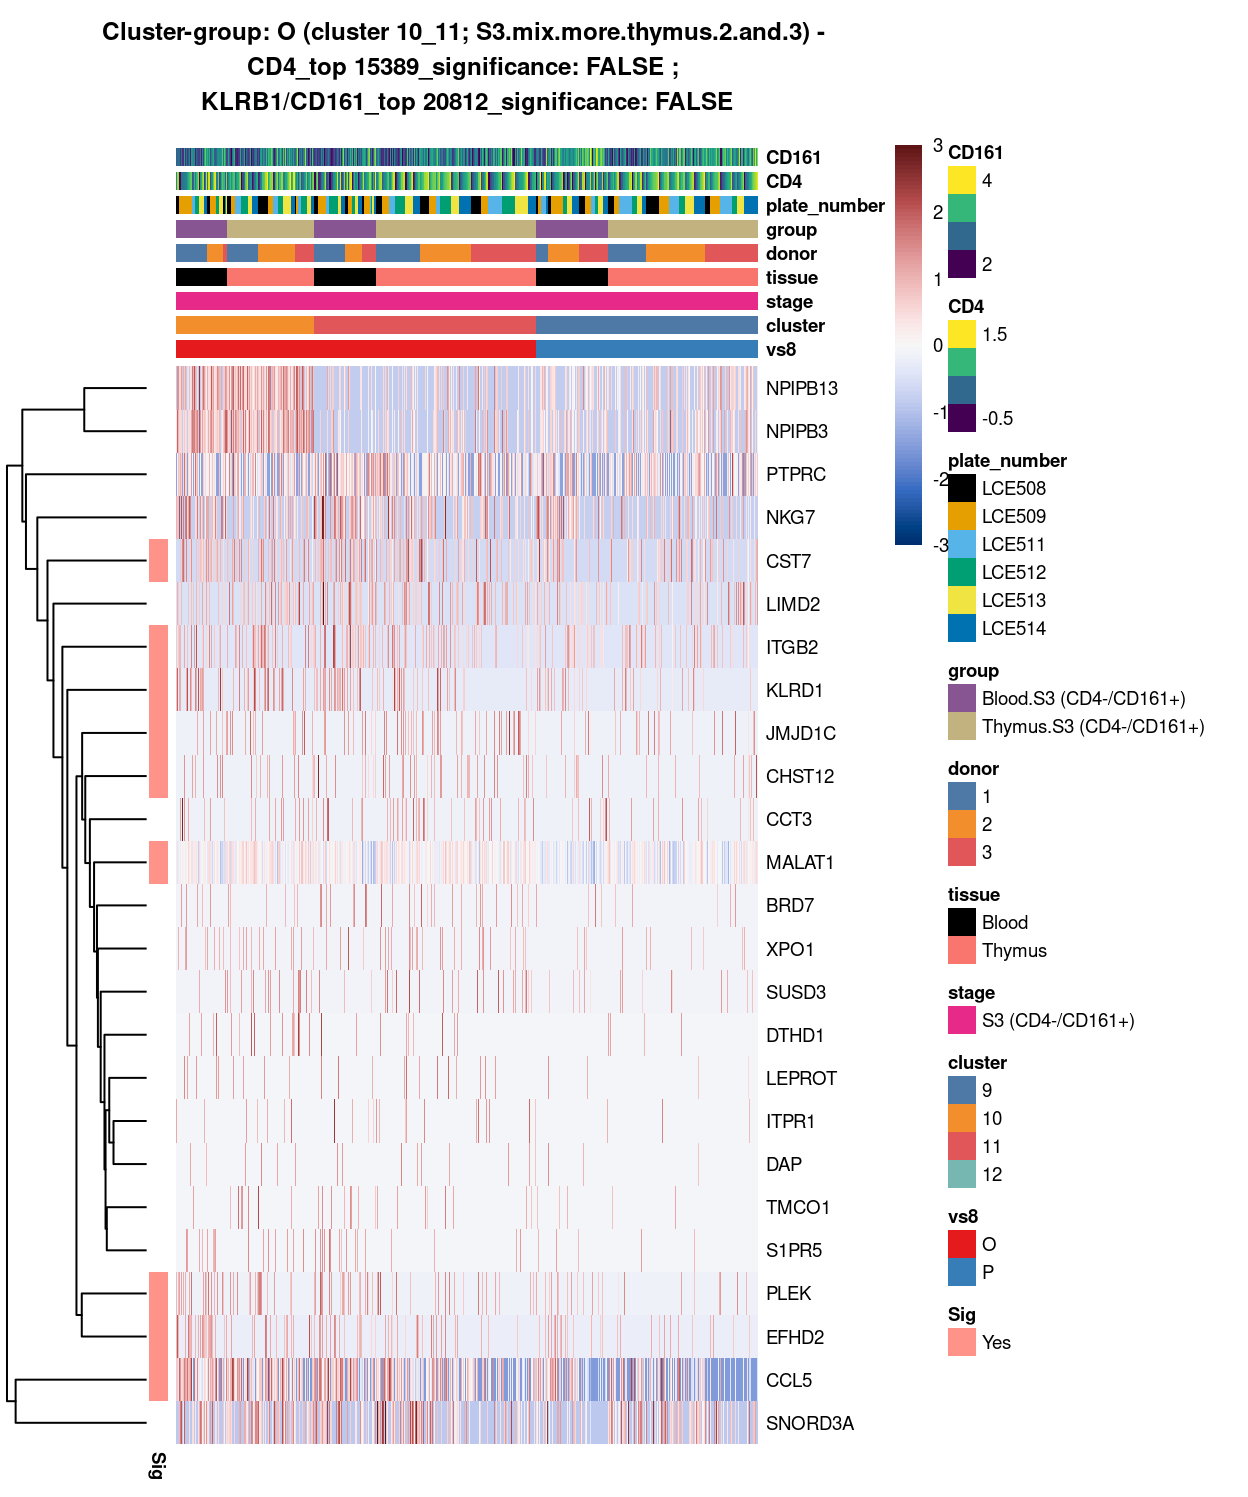 Cluster-group: O (cluster 10_11; S3.mix.more.thymus.2.and.3) -
CD4_top 15389_significance: FALSE ;
KLRB1/CD161_top 20812_significance: FALSE
CD161
CD4
plate_number
group
donor
tissue
stage
cluster
vs8
NPIPB13
NPIPB3
PTPRC
NKG7
CST7
LIMD2
ITGB2
KLRD1
JMJD1C
CHST12
CCT3
MALAT1
BRD7
XPO1
SUSD3
DTHD1
LEPROT
ITPR1
DAP
TMCO1
S1PR5
PLEK
EFHD2
CCL5
SNORD3A
Sig
3
2
1
0
-1
-2
-3
CD161
4
2
CD4
1.5
-0.5
plate_number
LCE508
LCE509
LCE511
LCE512
LCE513
LCE514
group
Blood.S3 (CD4-/CD161+)
Thymus.S3 (CD4-/CD161+)
donor
1
2
3
tissue
Blood
Thymus
stage
S3 (CD4-/CD161+)
cluster
9
10
11
12
vs8
O
P
Sig
Yes